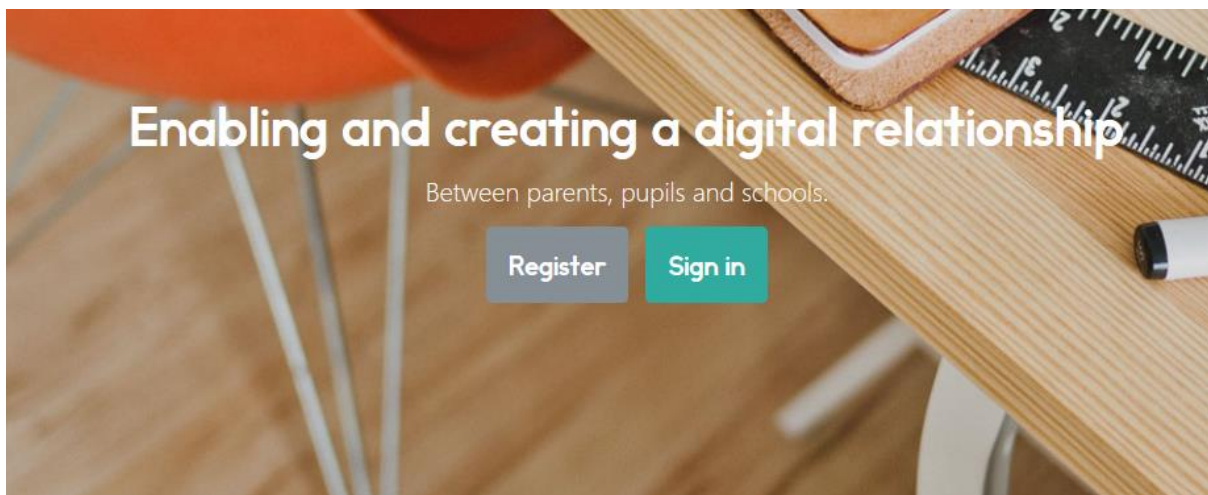 Enabling and creating a digital relationship
Between parents, pupils and schools.
Register
Sign in